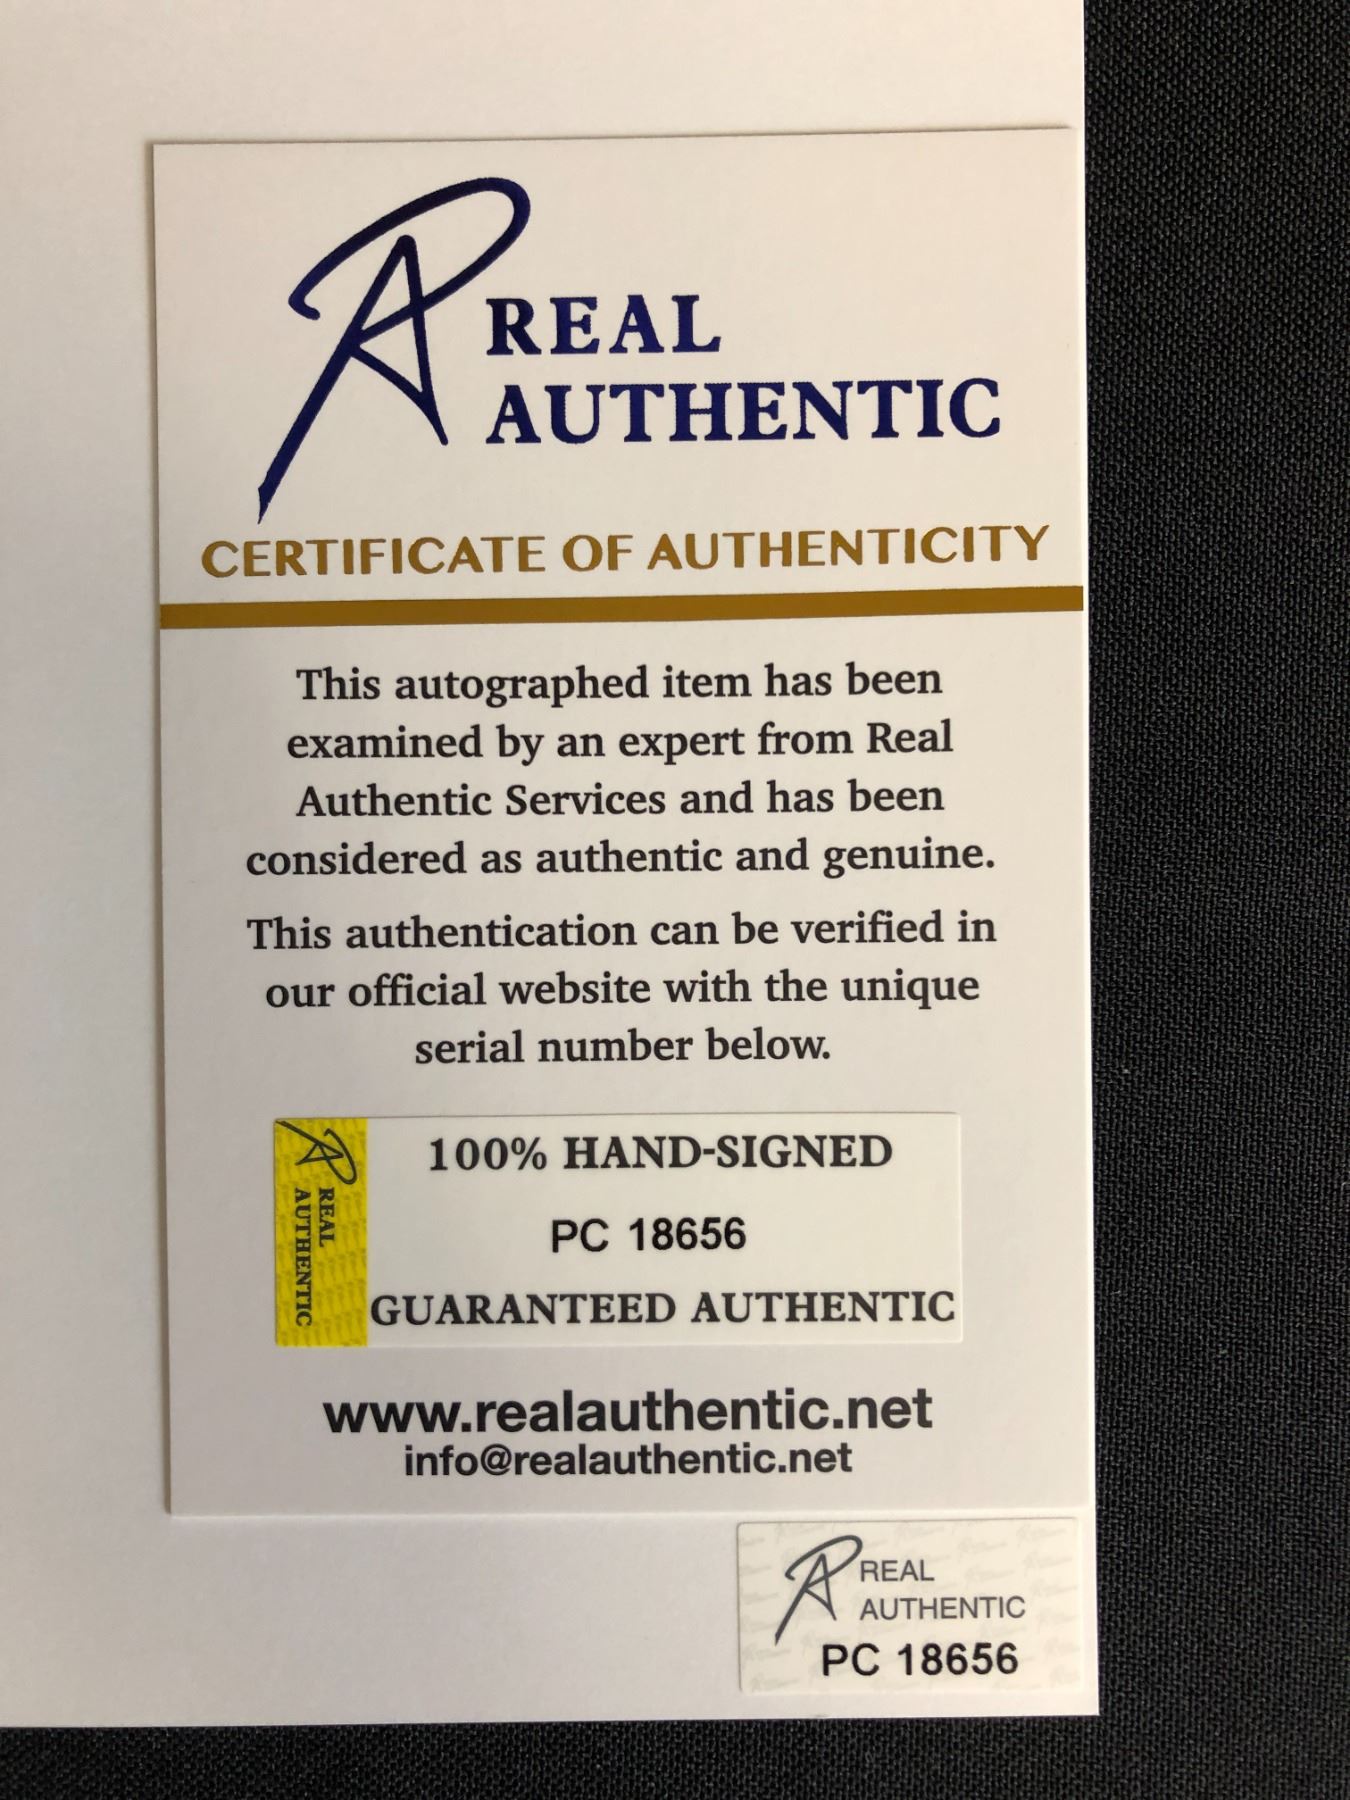 REAL
AUTHENTIC
CERTIFICATE OF AUTHENTICITY
This autographed item has been
examined by an expert from Real
Authentic Services and has been
considered as authentic and genuine.
This authentication can be verified in
our official website with the unique
serial number below.
REAL
AUTHENTIC
100% HAND-SIGNED
PC 18656
GUARANTEED AUTHENTIC
www.realauthentic.net
info@realauthentic.net
REAL
AUTHENTIC
PC 18656